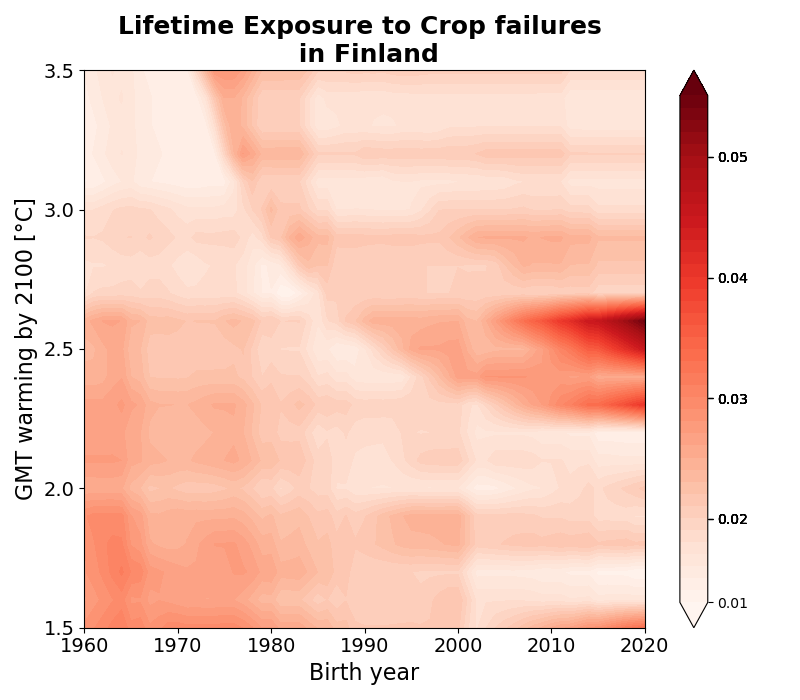 Lifetime Exposure to Crop failures
in Finland
3.5
3.0
2.5
2.0
1.5
GMT warming by 2100 [°C]
1960 1970 1980 1990 2000 2010 2020
Birth year
0.05
0.04
0.03
0.02
0.01